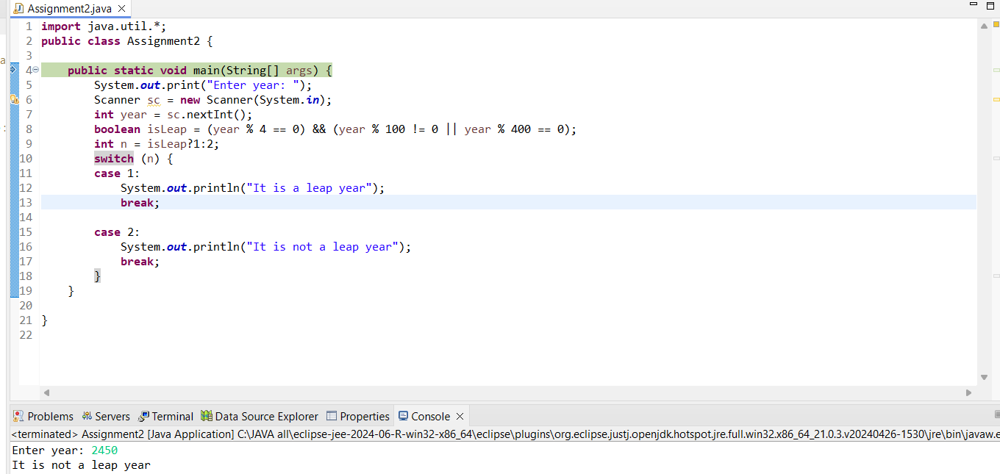 Assignment2.java
1 import java.util.*;
2 public class Assignment2 {
3
4 public static void main(String[] args) {
5 System.out.print("Enter year: ");
6 Scanner sc = new Scanner(System.in);
7 int year = sc.nextInt();
8 boolean isLeap = (year % 4 == 0) && (year % 100 != 0 || year % 400 == 0);
9 int n = isLeap?1:2;
10 switch (n) {
11 case 1:
12 System.out.println("It is a leap year");
13 break;
14
15 case 2:
16 System.out.println("It is not a leap year");
17 break;
18 }
19 }
20
21 }
22
Problems Servers Terminal Data Source Explorer Properties Console
<terminated> Assignment2 [Java Application] C:\JAVA all\eclipse-jee-2024-06-R-win32-x86_64\eclipse\plugins\org.eclipse.justj.openjdk.hotspot.jre.full.win32.x86_64_21.0.3.v20240426-1530\jre\bin\javaw.e
Enter year: 2450
It is not a leap year